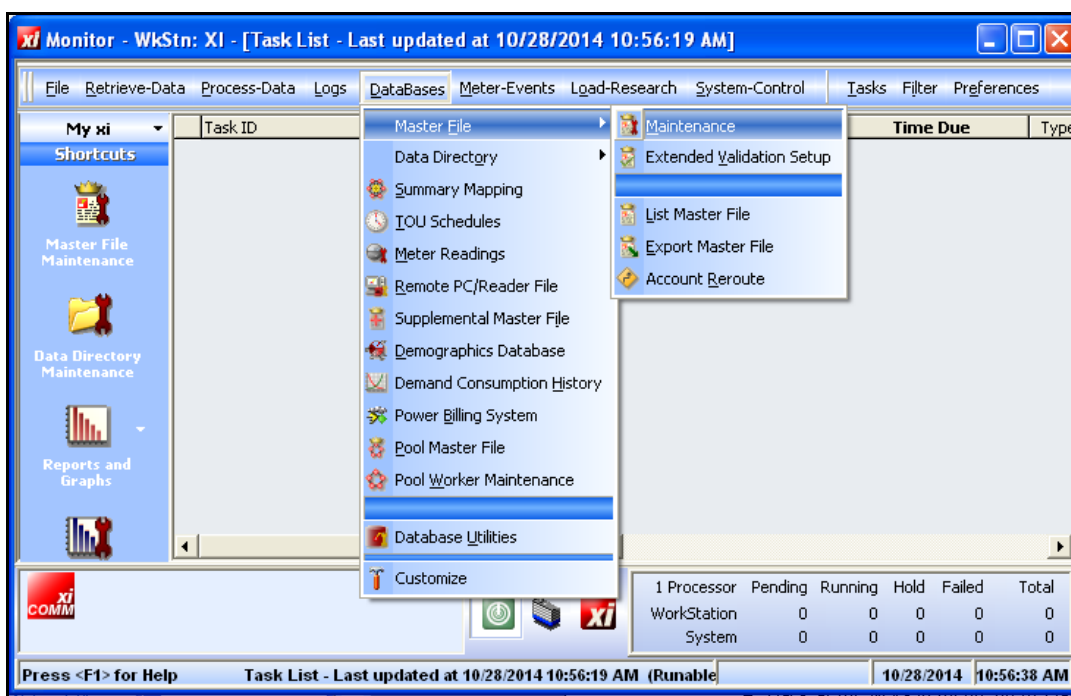 xi Monitor - WkStn: XI - [Task List - Last updated at 10/28/2014 10:56:19 AM]
File Retrieve-Data Process-Data Logs DataBases Meter-Events Load-Research System-Control Tasks Filter Preferences
My xi Task ID Time Due Type
Shortcuts
Master File
Maintenance
Data Directory
Maintenance
Reports and
Graphs
Master File
Data Directory
Summary Mapping
TOU Schedules
Meter Readings
Remote PC/Reader File
Supplemental Master File
Demographics Database
Demand Consumption History
Power Billing System
Pool Master File
Pool Worker Maintenance
Database Utilities
Customize
Maintenance
Extended Validation Setup
List Master File
Export Master File
Account Reroute
xi
COMM
xi
1 Processor Pending Running Hold Failed Total
WorkStation 0 0 0 0 0
System 0 0 0 0 0
Press <F1> for Help Task List - Last updated at 10/28/2014 10:56:19 AM (Runable 10/28/2014 10:56:38 AM